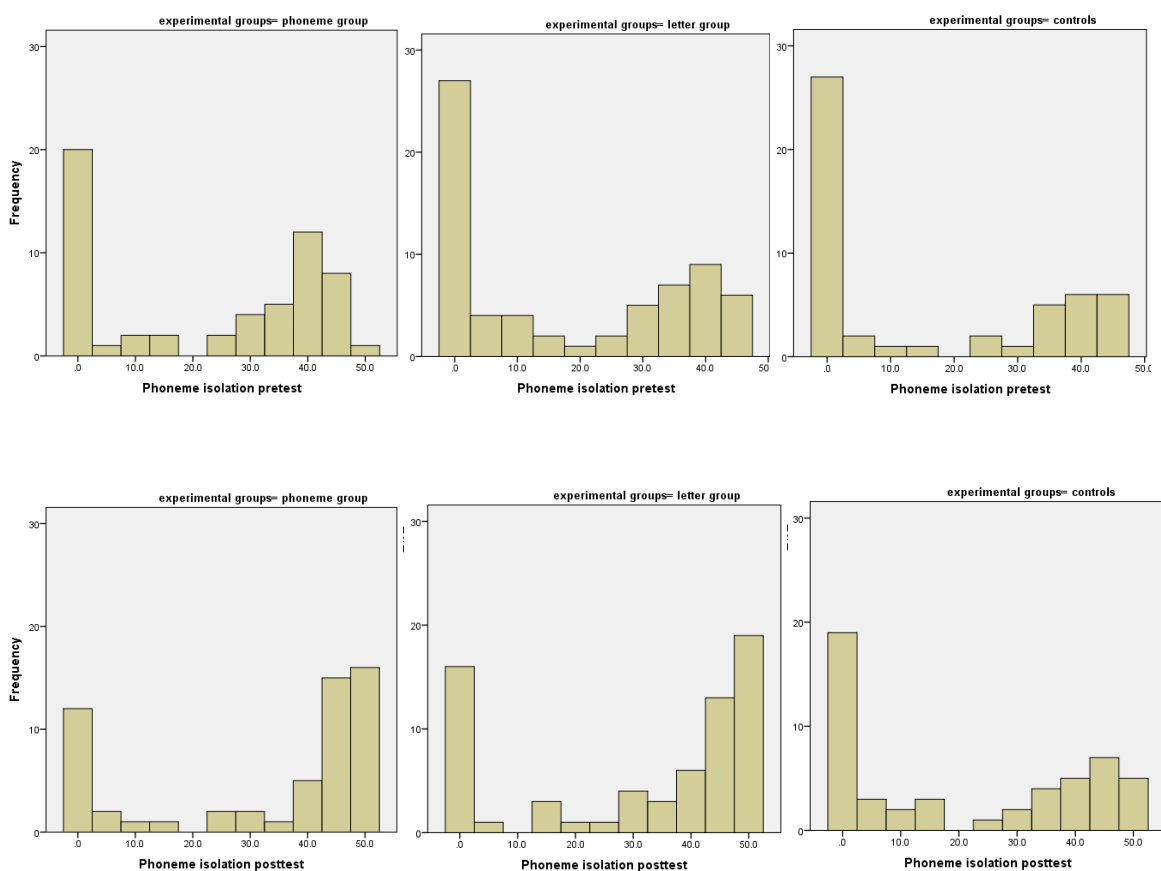 experimental groups= phoneme group
30
20
10
0
Frequency
.0 10.0 20.0 30.0 40.0 50.0
Phoneme isolation pretest
experimental groups= letter group
30
20
10
0
.0 10.0 20.0 30.0 40.0 50
Phoneme isolation pretest
experimental groups= controls
30
20
10
0
.0 10.0 20.0 30.0 40.0 50.0
Phoneme isolation pretest
experimental groups= phoneme group
30
20
10
0
Frequency
.0 10.0 20.0 30.0 40.0 50.0
Phoneme isolation posttest
experimental groups= letter group
30
20
10
0
.0 10.0 20.0 30.0 40.0 50.0
Phoneme isolation posttest
experimental groups= controls
30
20
10
0
.0 10.0 20.0 30.0 40.0 50.0
Phoneme isolation posttest